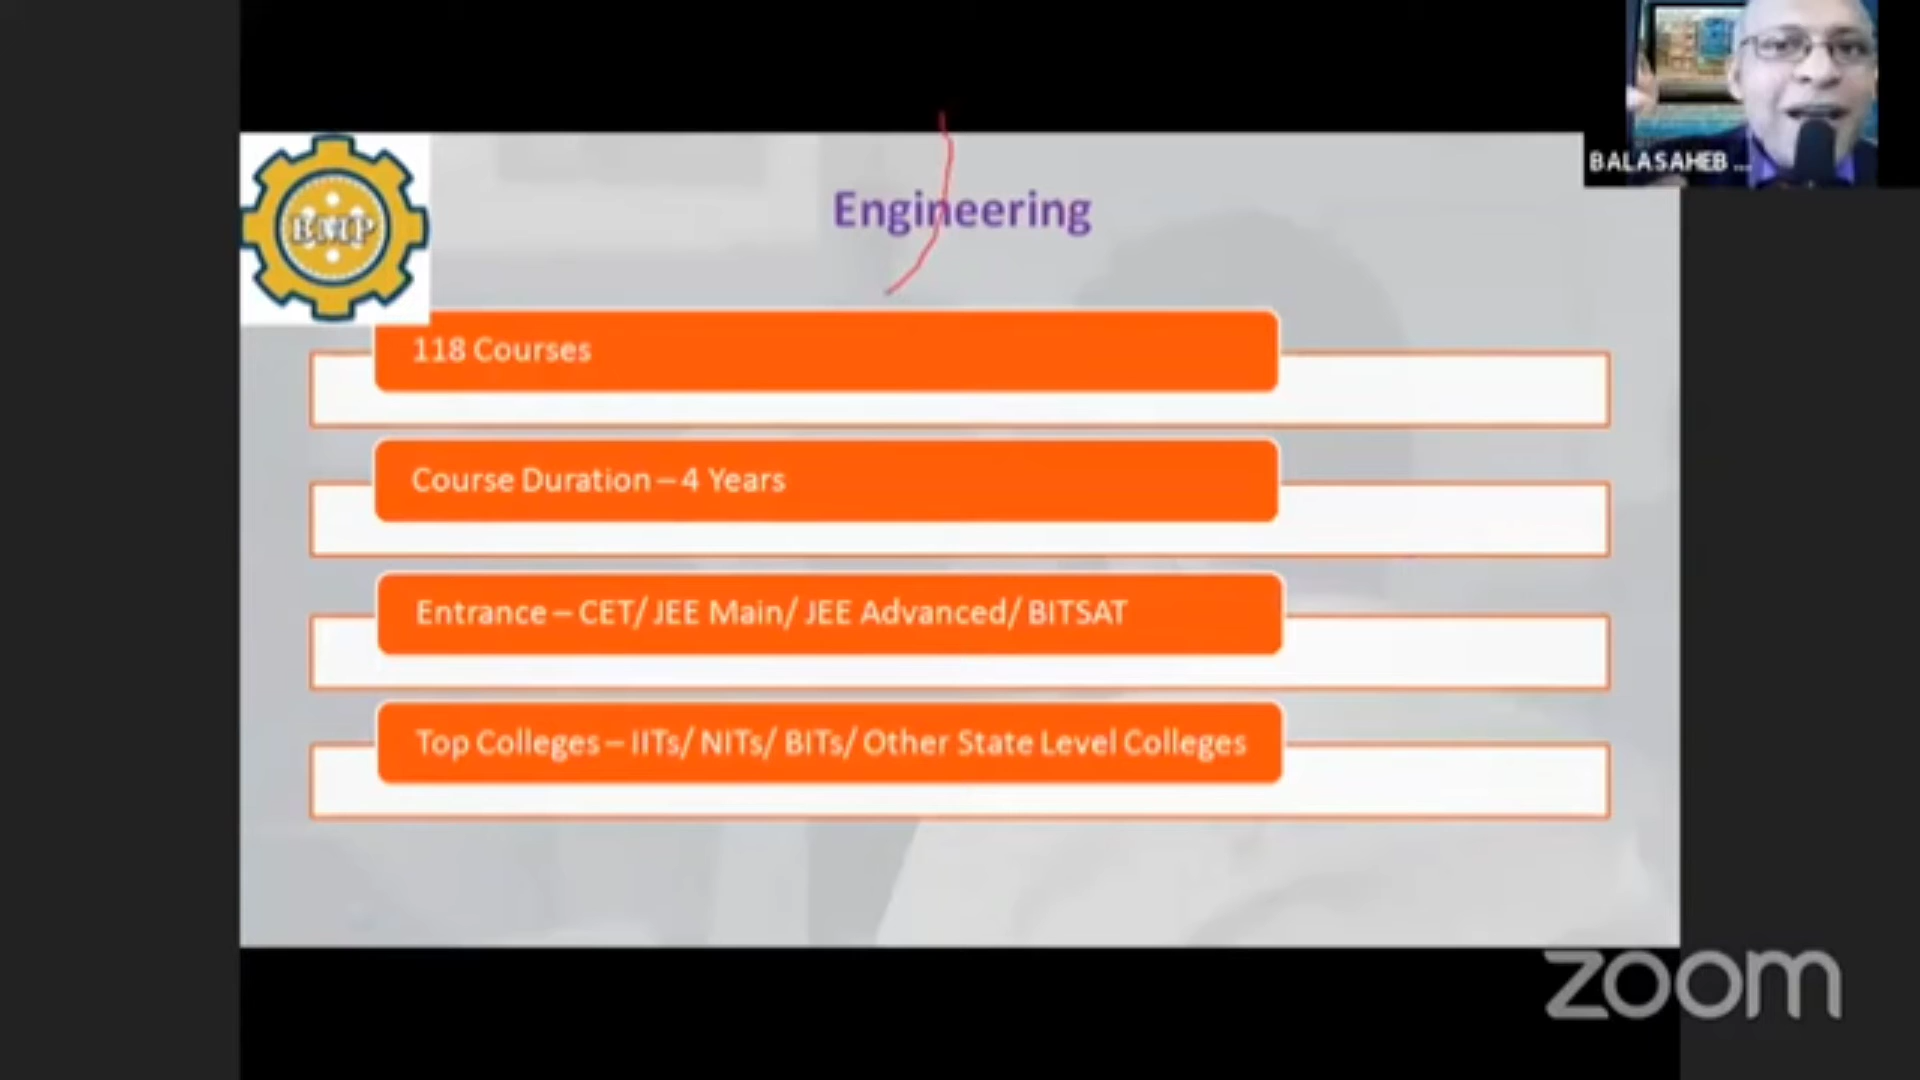 BALASAHEB ...
BMP
Engineering
118 Courses
Course Duration – 4 Years
Entrance – CET/ JEE Main/ JEE Advanced/ BITSAT
Top Colleges – IITs/ NITs/ BITs/ Other State Level Colleges
zoom